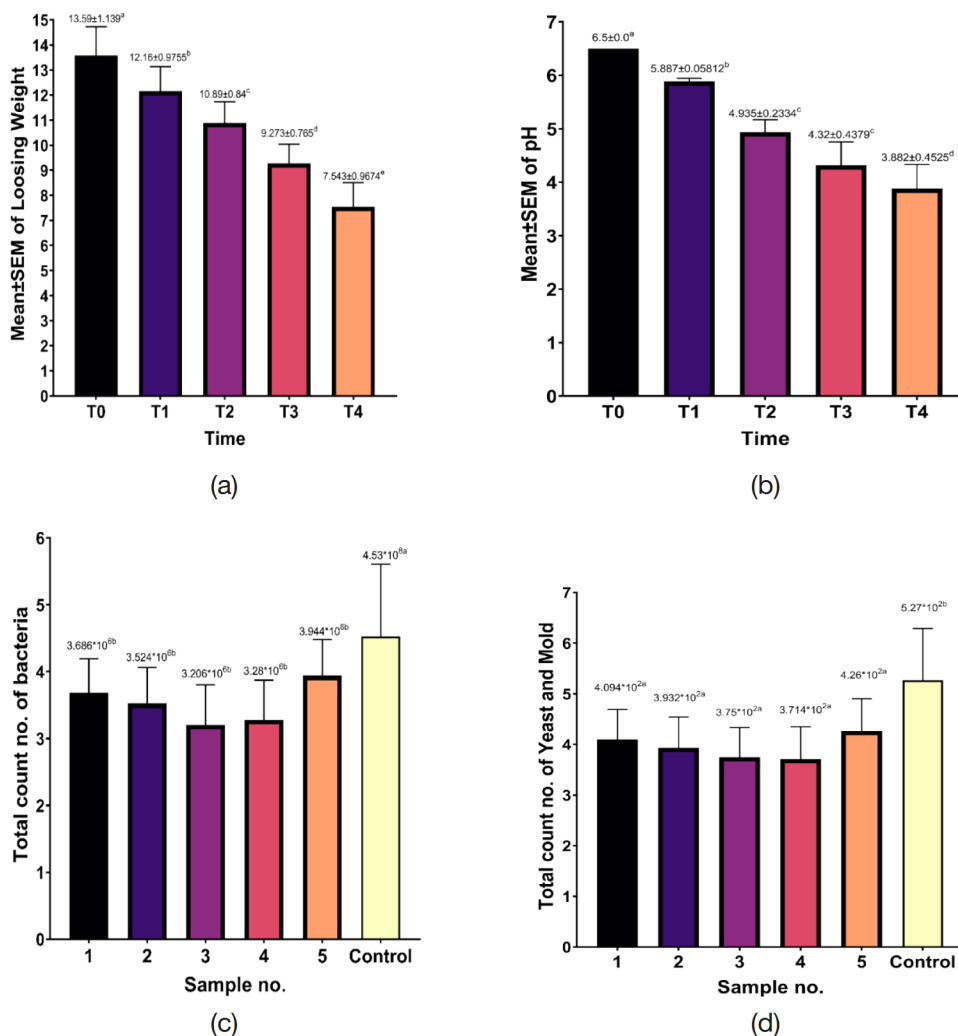 13.59±1.139ᵃ
12.16±0.9755ᵇ
10.89±0.84ᶜ
9.273±0.765ᵈ
7.543±0.9674ᵉ
15
14
13
12
11
10
9
8
7
6
5
4
3
2
1
0
Mean±SEM of Loosing Weight
T0 T1 T2 T3 T4
Time
(a)
6.5±0.0ᵃ
5.887±0.05812ᵇ
4.935±0.2334ᶜ
4.32±0.4379ᶜ
3.882±0.4525ᵈ
7
6
5
4
3
2
1
0
Mean±SEM of pH
T0 T1 T2 T3 T4
Time
(b)
3.686*10⁶ᵇ
3.524*10⁶ᵇ
3.206*10⁶ᵇ
3.28*10⁶ᵇ
4.53*10⁸ᵃ
6
5
4
3
2
1
0
Total count no. of bacteria
1 2 3 4 5 Control
Sample no.
(c)
4.094*10²ᵃ
3.932*10²ᵃ
3.75*10²ᵃ
3.714*10²ᵃ
4.26*10²ᵃ
5.27*10²ᵇ
7
6
5
4
3
2
1
0
Total count no. of Yeast and Mold
1 2 3 4 5 Control
Sample no.
(d)